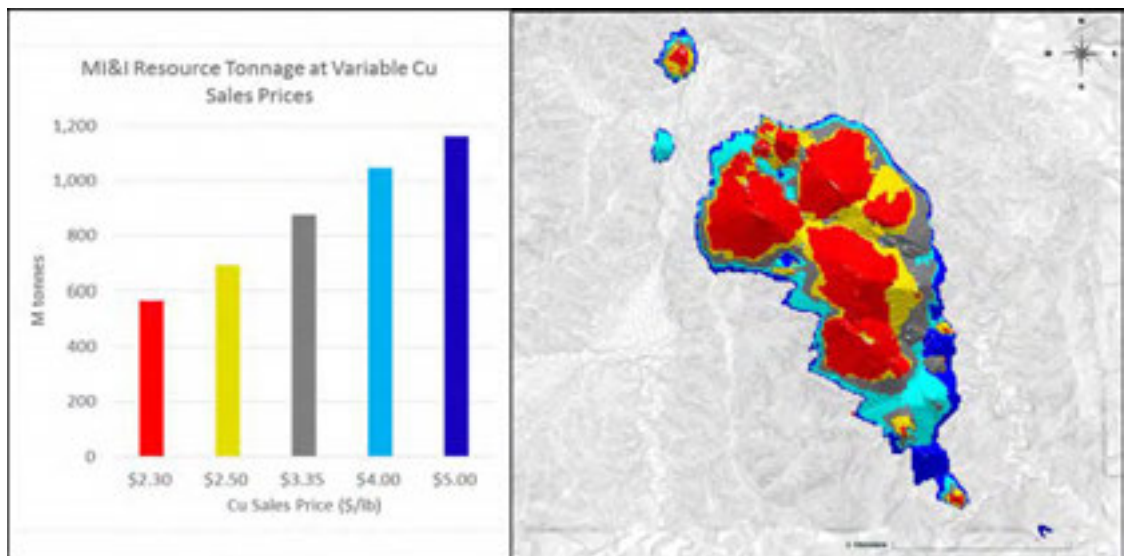 MI&I Resource Tonnage at Variable Cu
Sales Prices
1,200
1,000
800
600
400
200
0
M tonnes
$2.30 $2.50 $3.35 $4.00 $5.00
Cu Sales Price ($/lb)